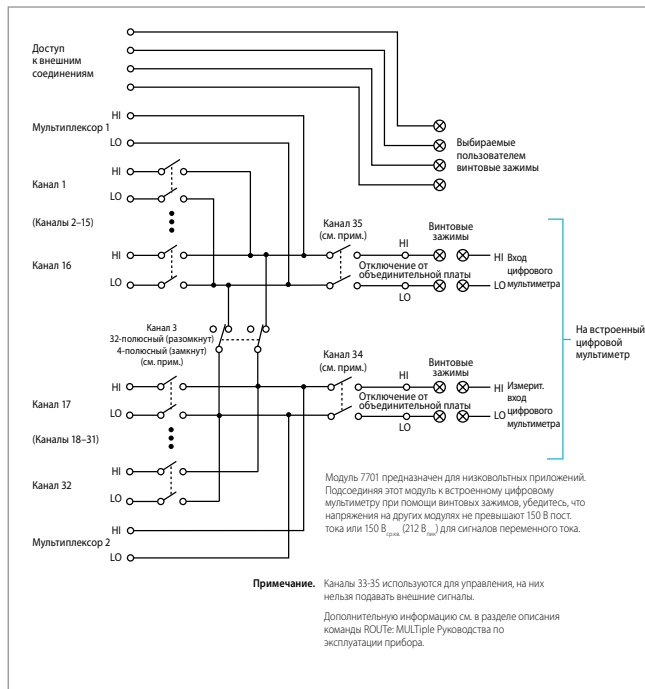 Доступ
к внешним
соединениям
Мультиплексор 1
HI
LO
Выбираемые
пользователем
винтовые зажимы
Канал 1
HI
LO
(Каналы 2–15)
Канал 16
HI
LO
Канал 35
(см. прим.)
HI
Винтовые
зажимы
Отключение от
объединительной платы
LO
HI
LO
Вход
цифрового
мультиметра
На встроенный
цифровой
мультиметр
Канал 3
32-полюсный (разомкнут)
4-полюсный (замкнут)
(см. прим.)
Канал 34
(см. прим.)
HI
Винтовые
зажимы
Отключение от
объединительной платы
LO
HI
LO
Измерит.
вход
цифрового
мультиметра
Канал 17
HI
LO
(Каналы 18–31)
Канал 32
HI
LO
Мультиплексор 2
HI
LO
Модуль 7701 предназначен для низковольтных приложений.
Подсоединяя этот модуль к встроенному цифровому
мультиметру при помощи винтовых зажимов, убедитесь, что
напряжения на других модулях не превышают 150 В пост.
тока или 150 Вср.кв. (212 Впик) для сигналов переменного тока.
Примечание. Каналы 33-35 используются для управления, на них
нельзя подавать внешние сигналы.
Дополнительную информацию см. в разделе описания
команды ROUTe: MULTiple Руководства по
эксплуатации прибора.